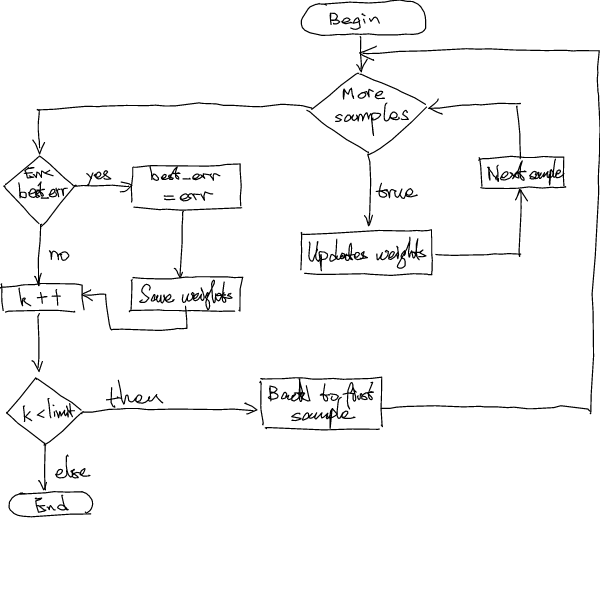 Begin
More
samples
Err<
best_err
yes
best_err
= err
Next sample
true
no
Updates weights
k++
Save weights
k < limit
then
Back to first
sample
else
End